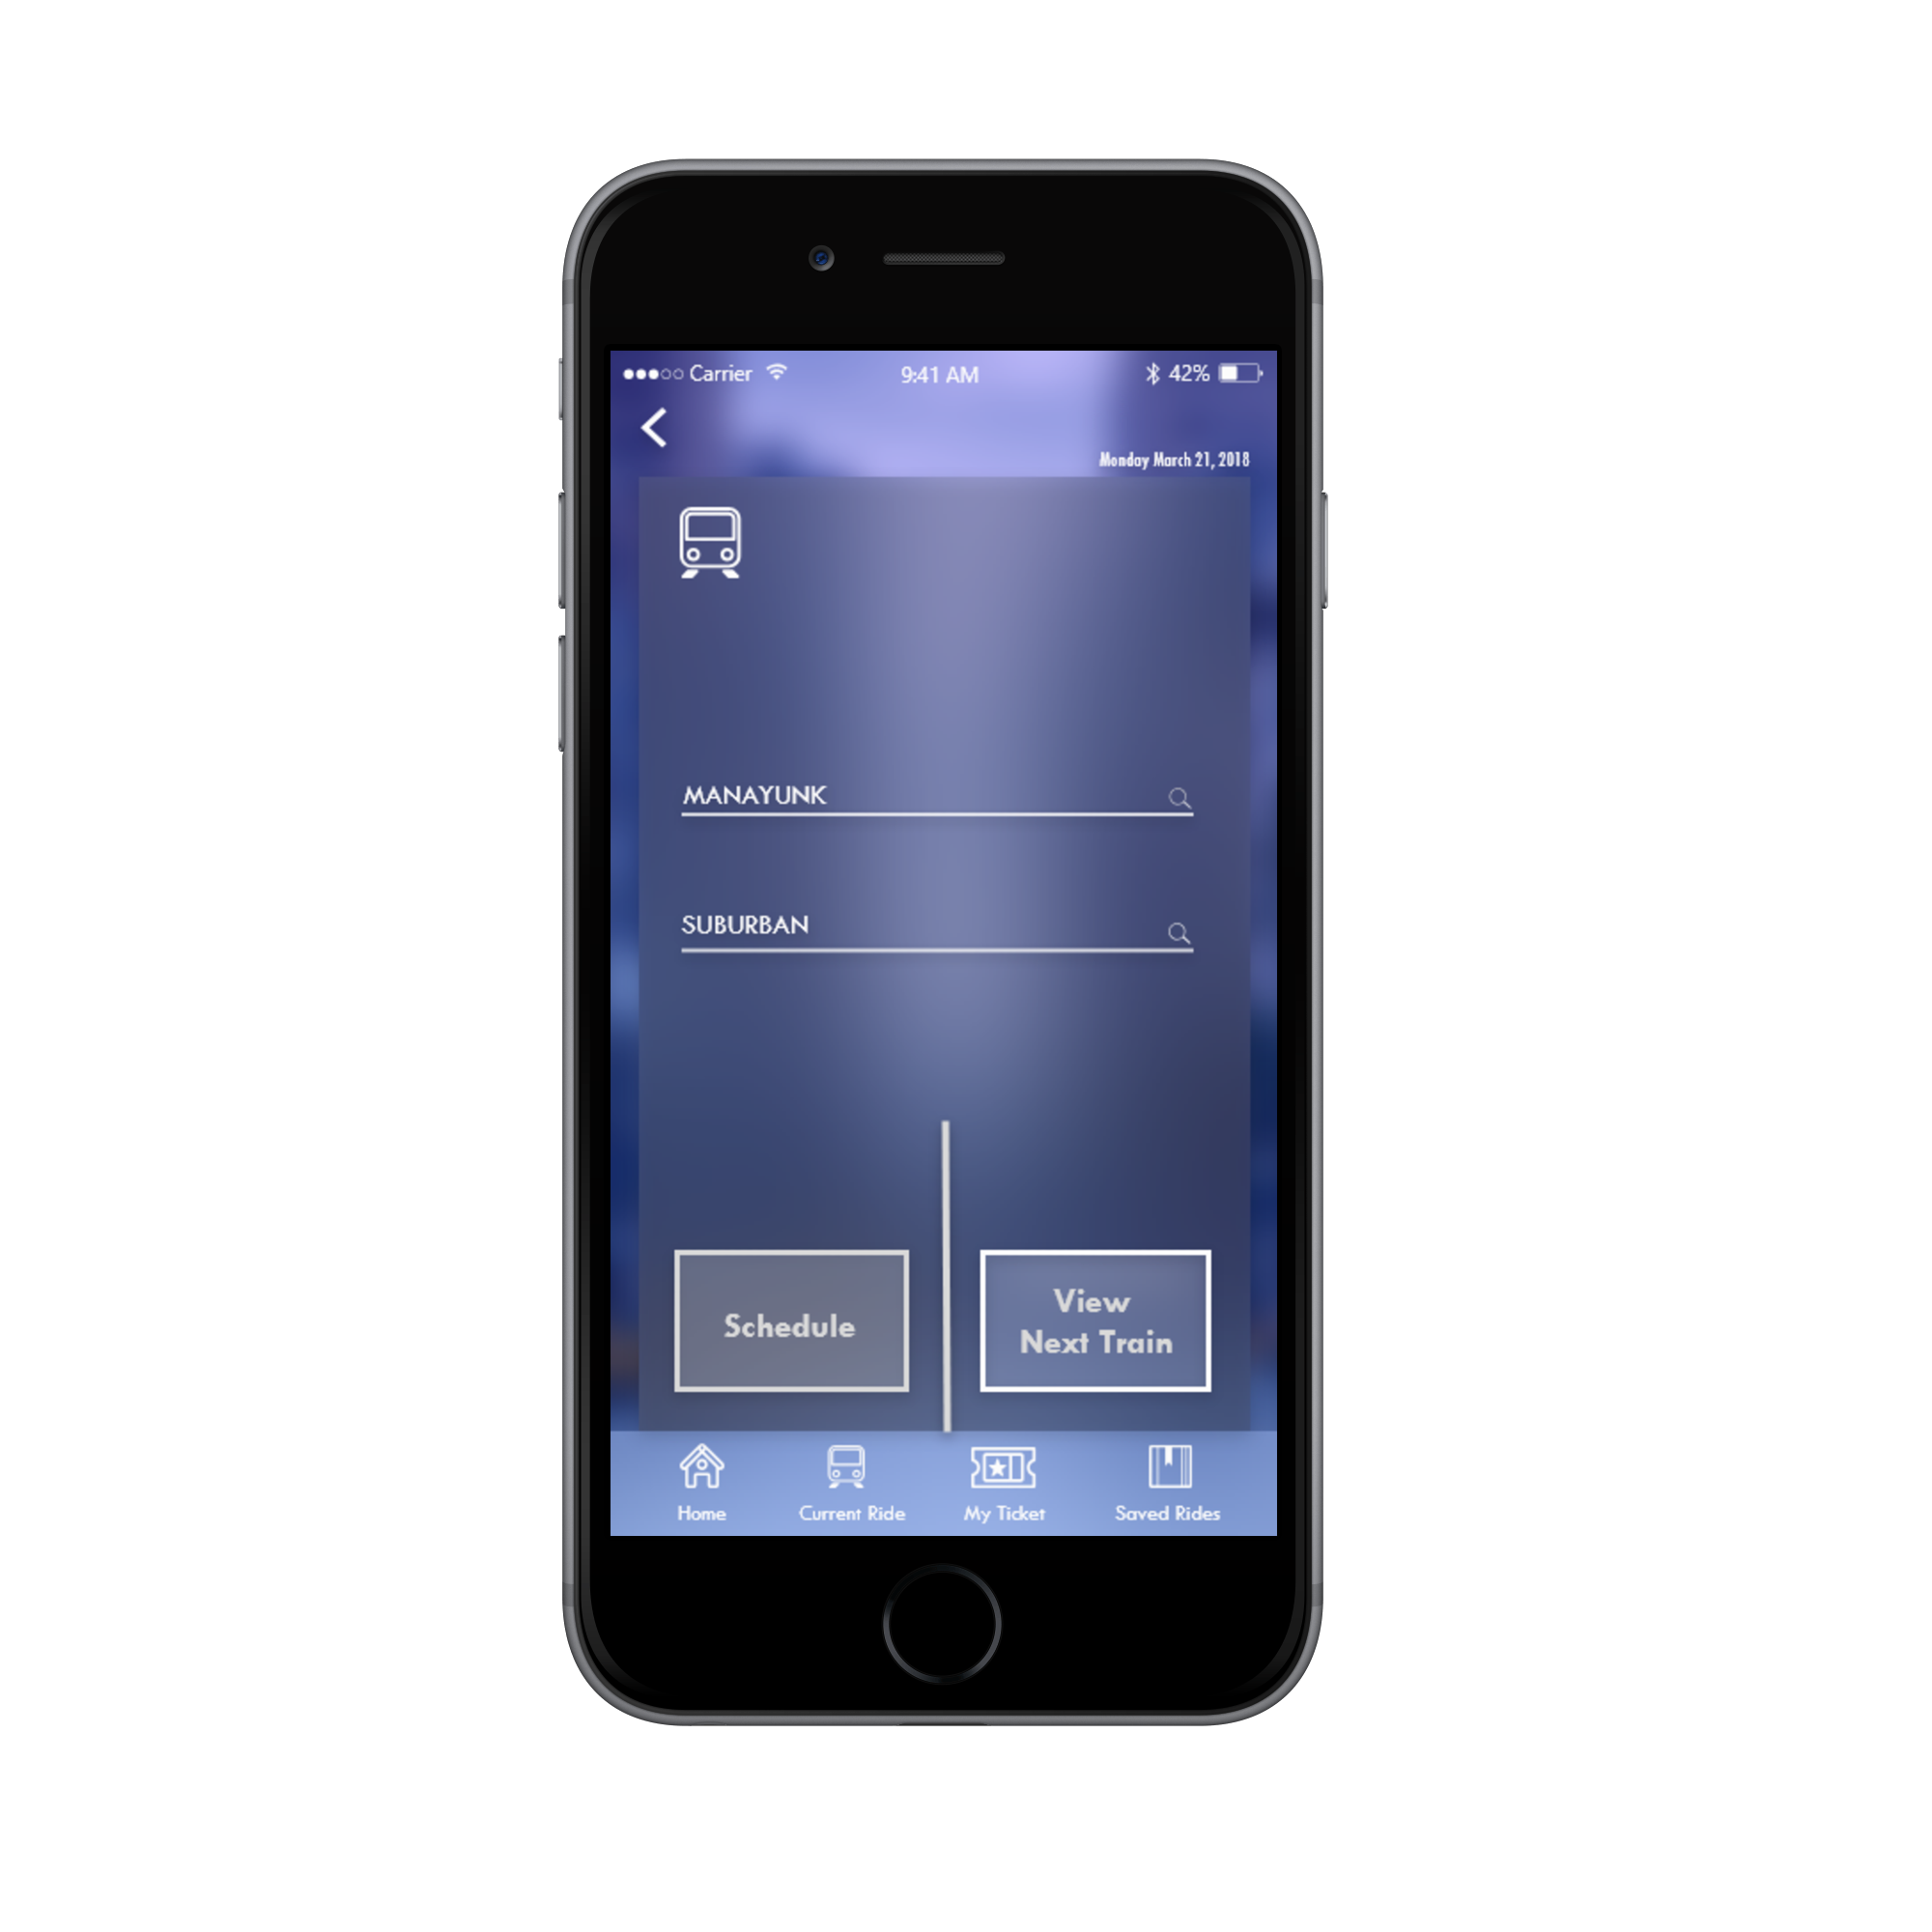 Carrier 9:41 AM 42%
Monday March 21, 2018
MANAYUNK
SUBURBAN
Schedule
View
Next Train
Home Current Ride My Ticket Saved Rides